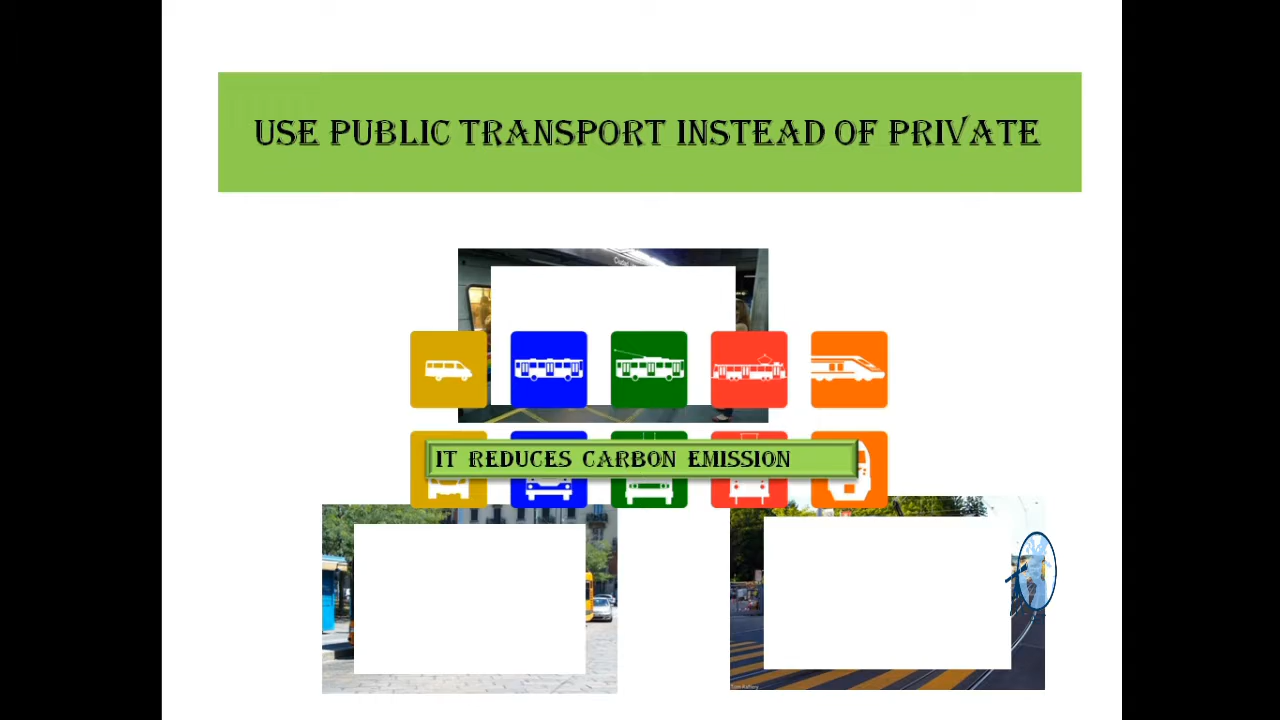 USE PUBLIC TRANSPORT INSTEAD OF PRIVATE
IT REDUCES CARBON EMISSION